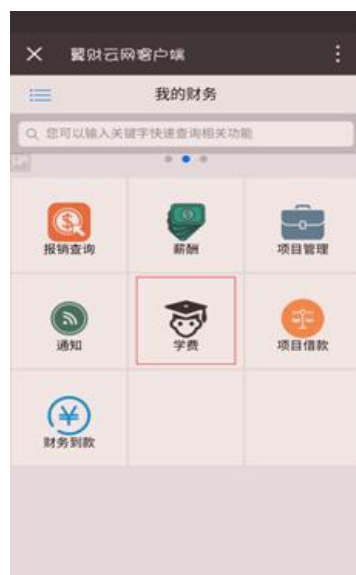 翼财云网客户端
我的财务
您可以输入关键字快速查询相关功能
报销查询
薪酬
项目管理
通知
学费
项目借款
财务到款